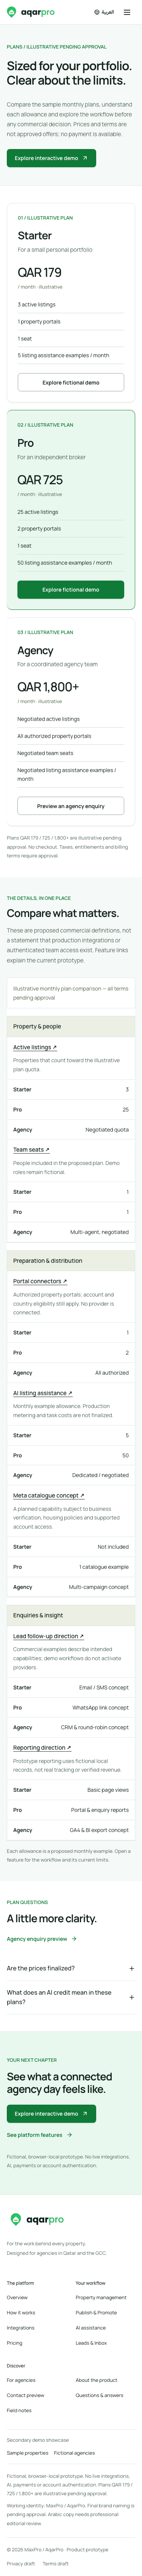 aqarpro
العربية
PLANS / ILLUSTRATIVE PENDING APPROVAL
Sized for your portfolio.
Clear about the limits.
Compare the sample monthly plans, understand
what each allowance means and explore before any
commercial decision. Prices and terms are not
approved offers; no payment is available.
Explore interactive demo ↗
01 / ILLUSTRATIVE PLAN
Starter
For a small personal portfolio
QAR 179
/ month · illustrative
3 active listings
1 property portals
1 seat
5 listing assistance examples / month
Explore fictional demo
02 / ILLUSTRATIVE PLAN
Pro
For an independent broker
QAR 725
/ month · illustrative
25 active listings
2 property portals
1 seat
50 listing assistance examples / month
Explore fictional demo
03 / ILLUSTRATIVE PLAN
Agency
For a coordinated agency team
QAR 1,800+
/ month · illustrative
Negotiated active listings
All authorized property portals
Negotiated team seats
Negotiated listing assistance examples /
month
Preview an agency enquiry
Plans QAR 179 / 725 / 1,800+ are illustrative pending
approval. No checkout. Taxes, entitlements and billing
terms require approval.
THE DETAILS, IN ONE PLACE
Compare what matters.
These are proposed commercial definitions, not
a statement that production integrations or
authenticated team access exist. Feature links
explain the current prototype.
Illustrative monthly plan comparison — all terms
pending approval
Property & people
Active listings ↗
Properties that count toward the illustrative
plan quota.
Starter 3
Pro 25
Agency Negotiated quota
Team seats ↗
People included in the proposed plan. Demo
roles remain fictional.
Starter 1
Pro 1
Agency Multi-agent, negotiated
Preparation & distribution
Portal connectors ↗
Authorized property portals; account and
country eligibility still apply. No provider is
connected.
Starter 1
Pro 2
Agency All authorized
AI listing assistance ↗
Monthly example allowance. Production
metering and task costs are not finalized.
Starter 5
Pro 50
Agency Dedicated / negotiated
Meta catalogue concept ↗
A planned capability subject to business
verification, housing policies and supported
account access.
Starter Not included
Pro 1 catalogue example
Agency Multi-campaign concept
Enquiries & insight
Lead follow-up direction ↗
Commercial examples describe intended
capabilities; demo workflows do not activate
providers.
Starter Email / SMS concept
Pro WhatsApp link concept
Agency CRM & round-robin concept
Reporting direction ↗
Prototype reporting uses fictional local
records, not real tracking or verified revenue.
Starter Basic page views
Pro Portal & enquiry reports
Agency GA4 & BI export concept
Each allowance is a proposed monthly example. Open a
feature for the workflow and its current limits.
PLAN QUESTIONS
A little more clarity.
Agency enquiry preview →
Are the prices finalized? +
What does an AI credit mean in these
plans? +
YOUR NEXT CHAPTER
See what a connected
agency day feels like.
Explore interactive demo ↗
See platform features →
Fictional, browser-local prototype. No live integrations,
AI, payments or account authentication.
aqarpro
For the work behind every property.
Designed for agencies in Qatar and the GCC.
The platform
Your workflow
Overview
Property management
How it works
Publish & Promote
Integrations
AI assistance
Pricing
Leads & Inbox
Discover
For agencies
About the product
Contact preview
Questions & answers
Field notes
Secondary demo showcase
Sample properties Fictional agencies
Fictional, browser-local prototype. No live integrations,
AI, payments or account authentication. Plans QAR 179 /
725 / 1,800+ are illustrative pending approval.
Working identity: MaxPro / AqarPro. Final brand naming is
pending approval. Arabic copy needs professional
editorial review.
© 2026 MaxPro / AqarPro · Product prototype
Privacy draft Terms draft